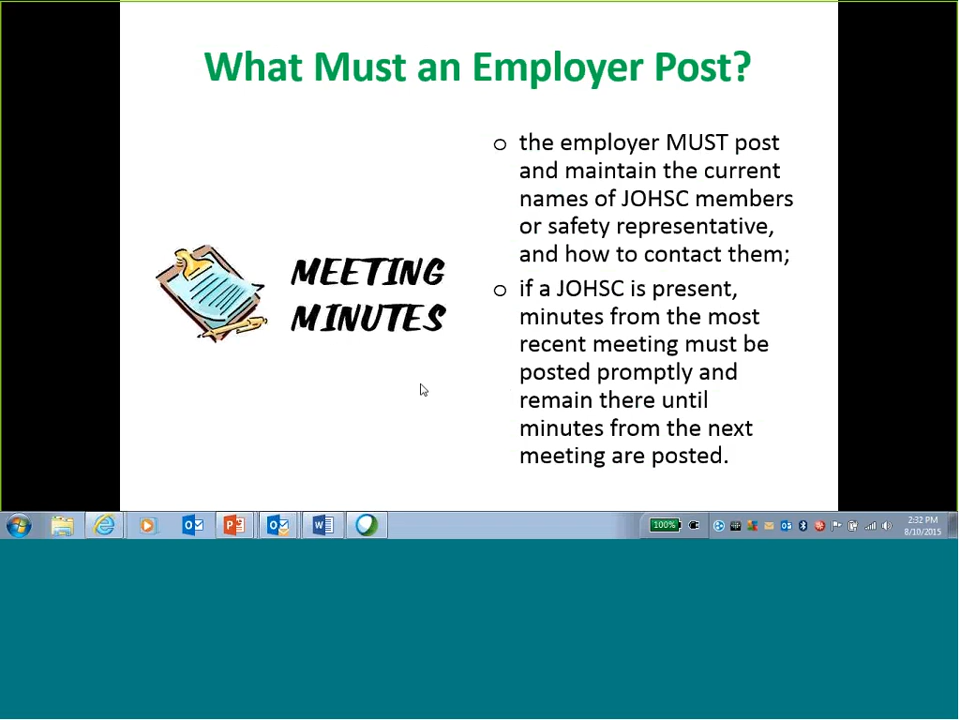 What Must an Employer Post?
MEETING
MINUTES
o the employer MUST post
and maintain the current
names of JOHSC members
or safety representative,
and how to contact them;
o if a JOHSC is present,
minutes from the most
recent meeting must be
posted promptly and
remain there until
minutes from the next
meeting are posted.
100%
2:32 PM
8/10/2015